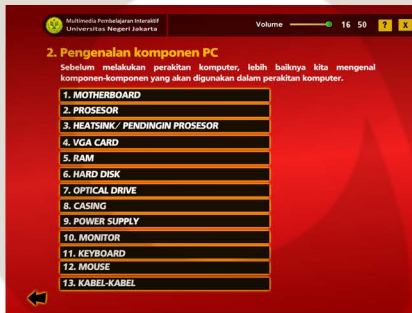 Multimedia Pembelajaran Interaktif
Universitas Negeri Jakarta
Volume 16 50 ? X
2. Pengenalan komponen PC
Sebelum melakukan perakitan komputer, lebih baiknya kita mengenal
komponen-komponen yang akan digunakan dalam perakitan komputer.
1. MOTHERBOARD
2. PROSESOR
3. HEATSINK/ PENDINGIN PROSESOR
4. VGA CARD
5. RAM
6. HARD DISK
7. OPTICAL DRIVE
8. CASING
9. POWER SUPPLY
10. MONITOR
11. KEYBOARD
12. MOUSE
13. KABEL-KABEL